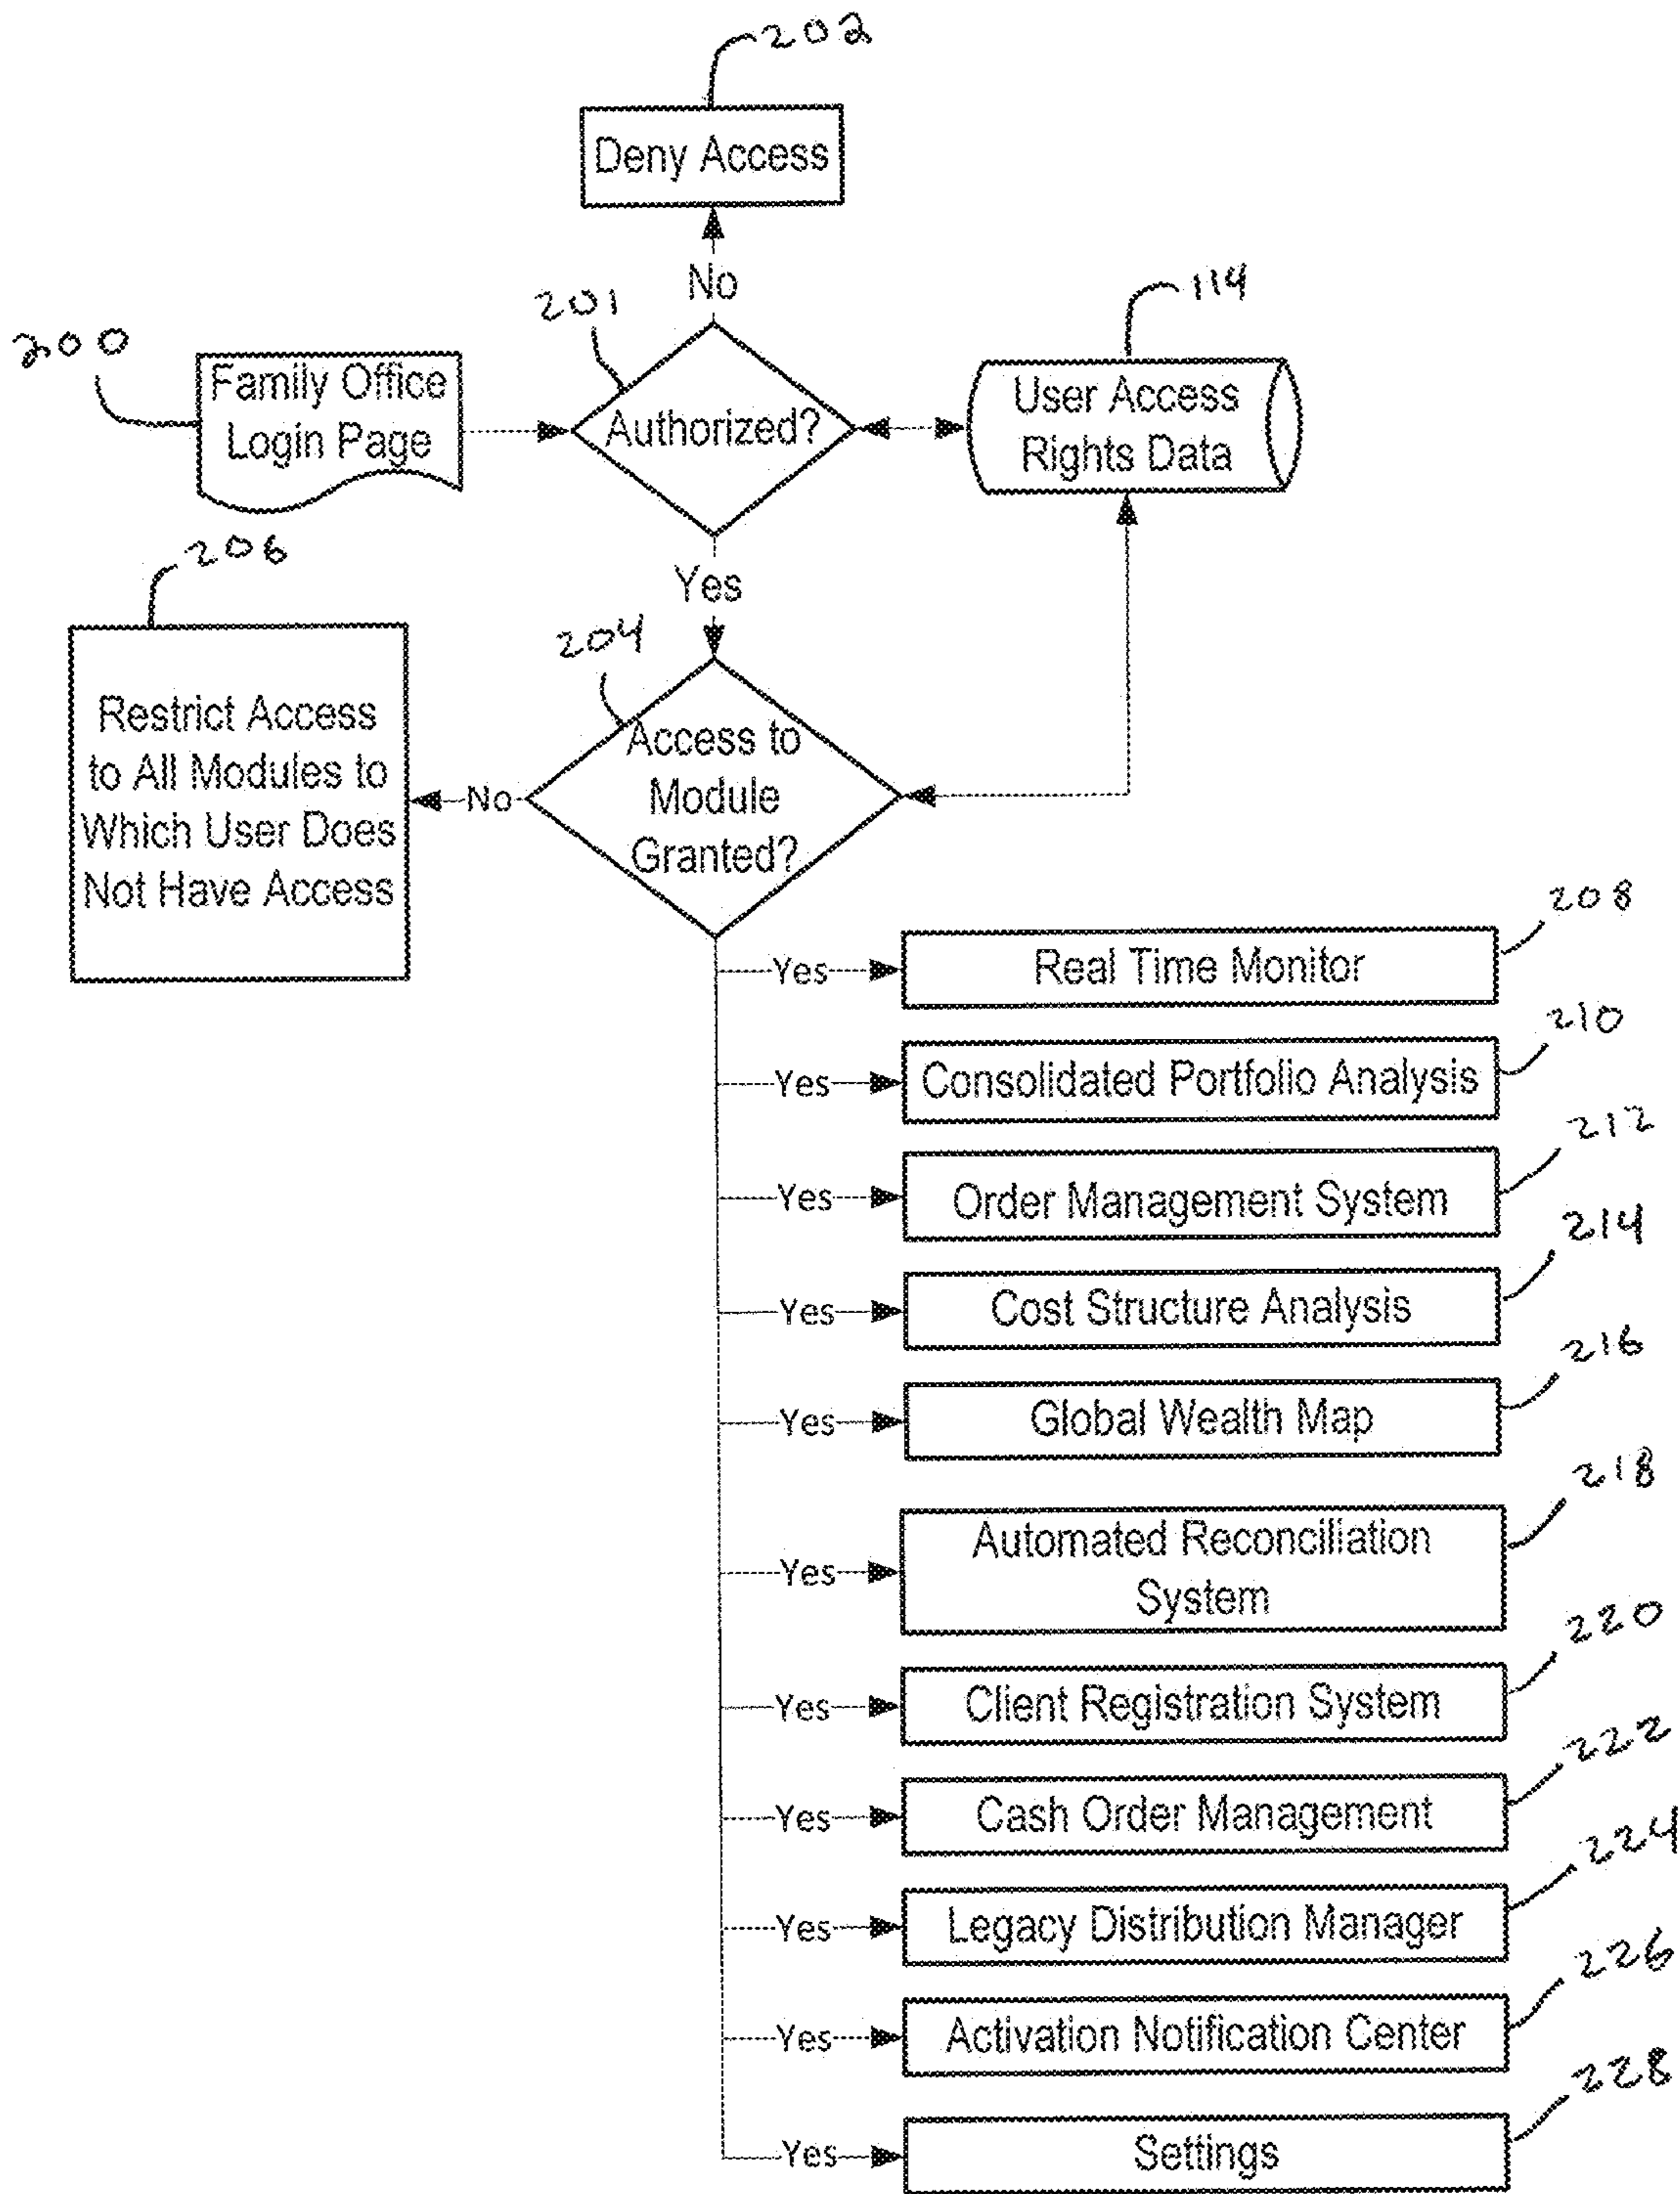 202
Deny Access
No
201
114
200
Family Office
Login Page
Authorized?
User Access
Rights Data
206
Yes
204
Restrict Access
to All Modules to
Which User Does
Not Have Access
No
Access to
Module
Granted?
208
Yes
Real Time Monitor
210
Yes
Consolidated Portfolio Analysis
212
Yes
Order Management System
214
Yes
Cost Structure Analysis
216
Yes
Global Wealth Map
218
Yes
Automated Reconciliation
System
220
Yes
Client Registration System
222
Yes
Cash Order Management
224
Yes
Legacy Distribution Manager
226
Yes
Activation Notification Center
228
Yes
Settings